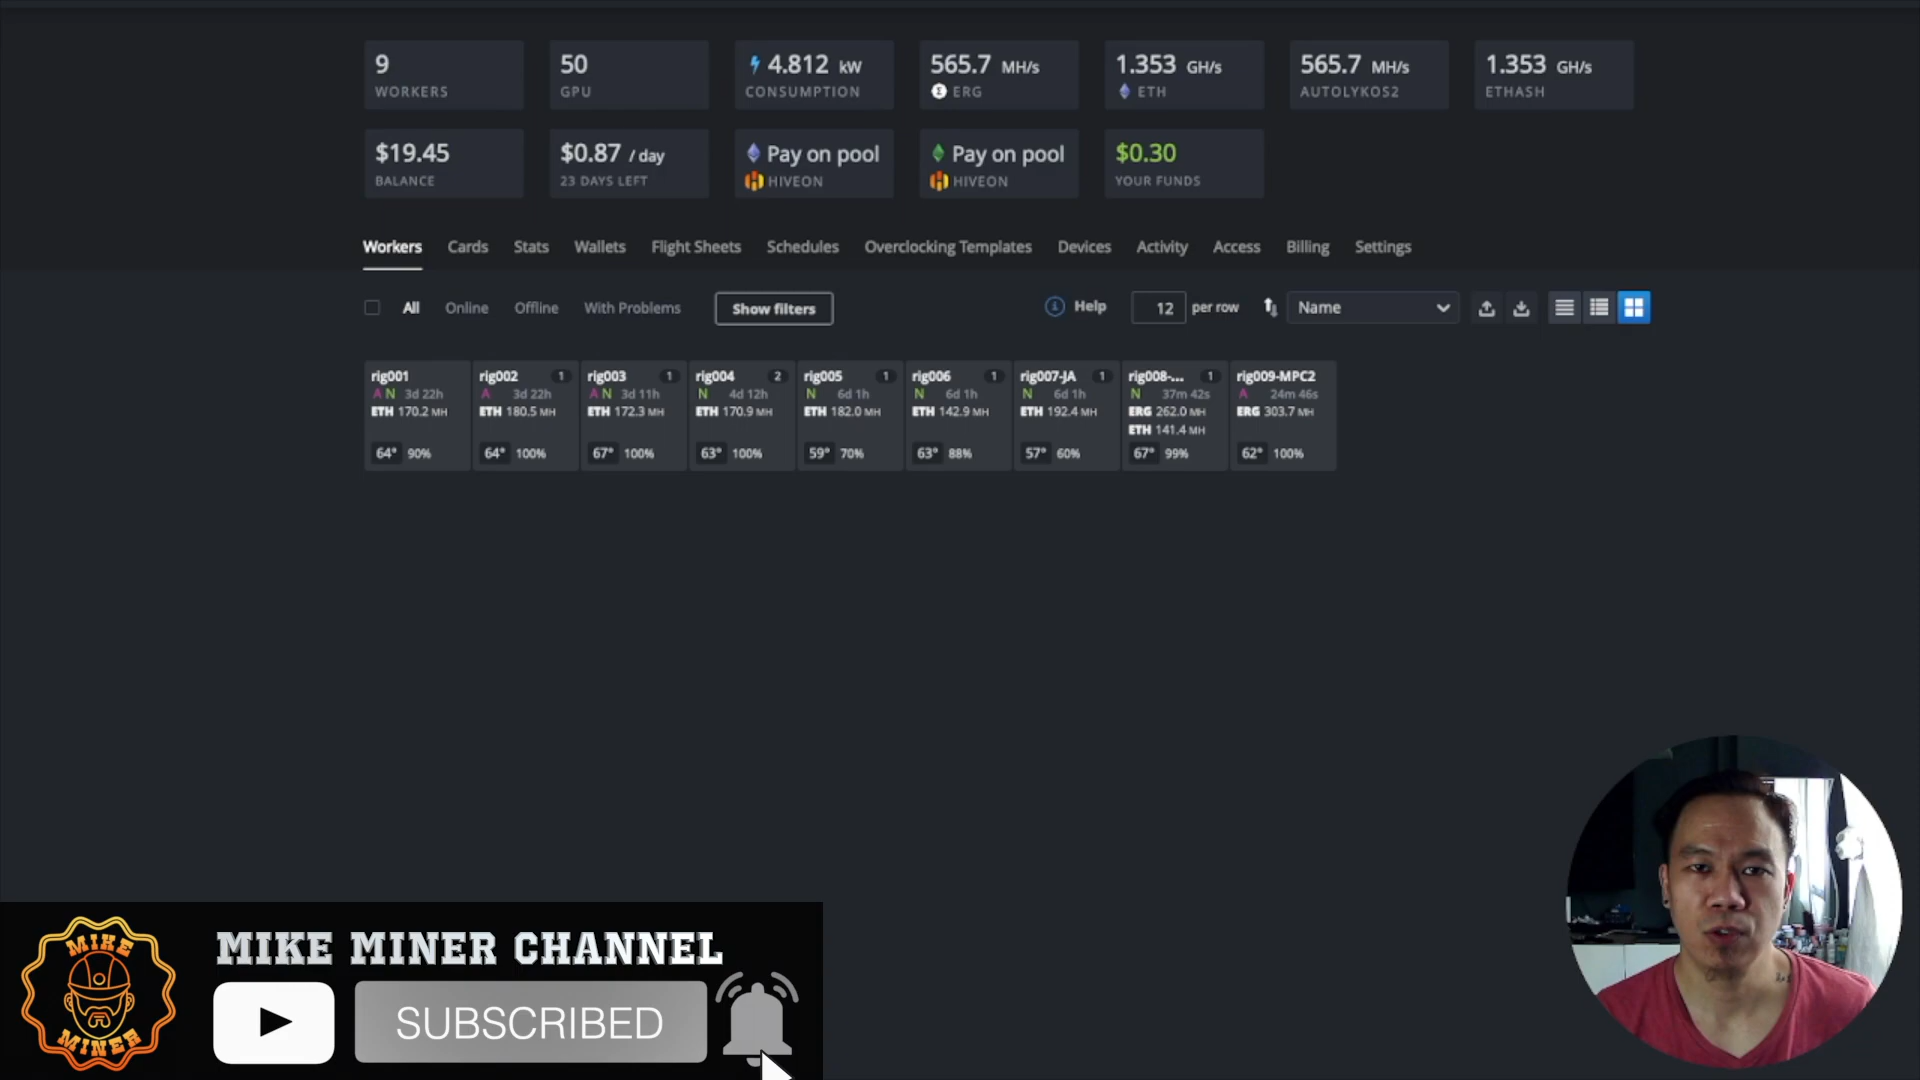 9
WORKERS
50
GPU
4.812 kW
CONSUMPTION
565.7 MH/s
ERG
1.353 GH/s
ETH
565.7 MH/s
AUTOLYKOS2
1.353 GH/s
ETHASH
$19.45
BALANCE
$0.87 / day
23 DAYS LEFT
Pay on pool
HIVEON
Pay on pool
HIVEON
$0.30
YOUR FUNDS
Workers Cards Stats Wallets Flight Sheets Schedules Overclocking Templates Devices Activity Access Billing Settings
All Online Offline With Problems Show filters Help 12 per row Name
rig001
A N 3d 22h
ETH 170.2 MH
64° 90%
rig002 1
A 3d 22h
ETH 180.5 MH
64° 100%
rig003 1
A N 3d 11h
ETH 172.3 MH
67° 100%
rig004 2
N 4d 12h
ETH 170.9 MH
63° 100%
rig005 1
N 6d 1h
ETH 182.0 MH
59° 70%
rig006 1
N 6d 1h
ETH 142.9 MH
63° 88%
rig007-JA 1
N 6d 1h
ETH 192.4 MH
57° 60%
rig008-... 1
N 37m 42s
ERG 262.0 MH
ETH 141.4 MH
67° 99%
rig009-MPC2
A 24m 46s
ERG 303.7 MH
62° 100%
MIKE
MINER
MIKE MINER CHANNEL
SUBSCRIBED